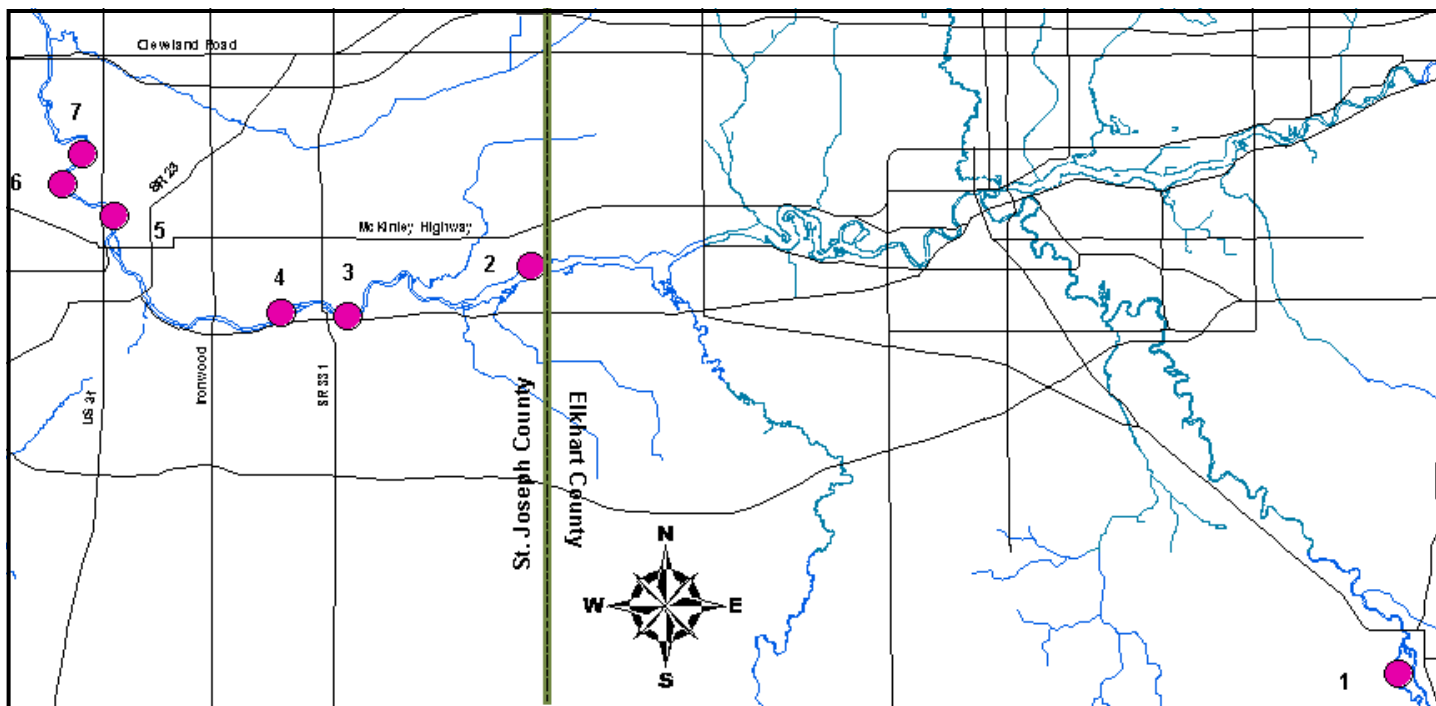 Cleveland Road
7
SR 23
6
5
McKinley Highway
2
4
3
US 31
Ironwood
SR 331
St. Joseph County
Elkhart County
N
W
E
S
1